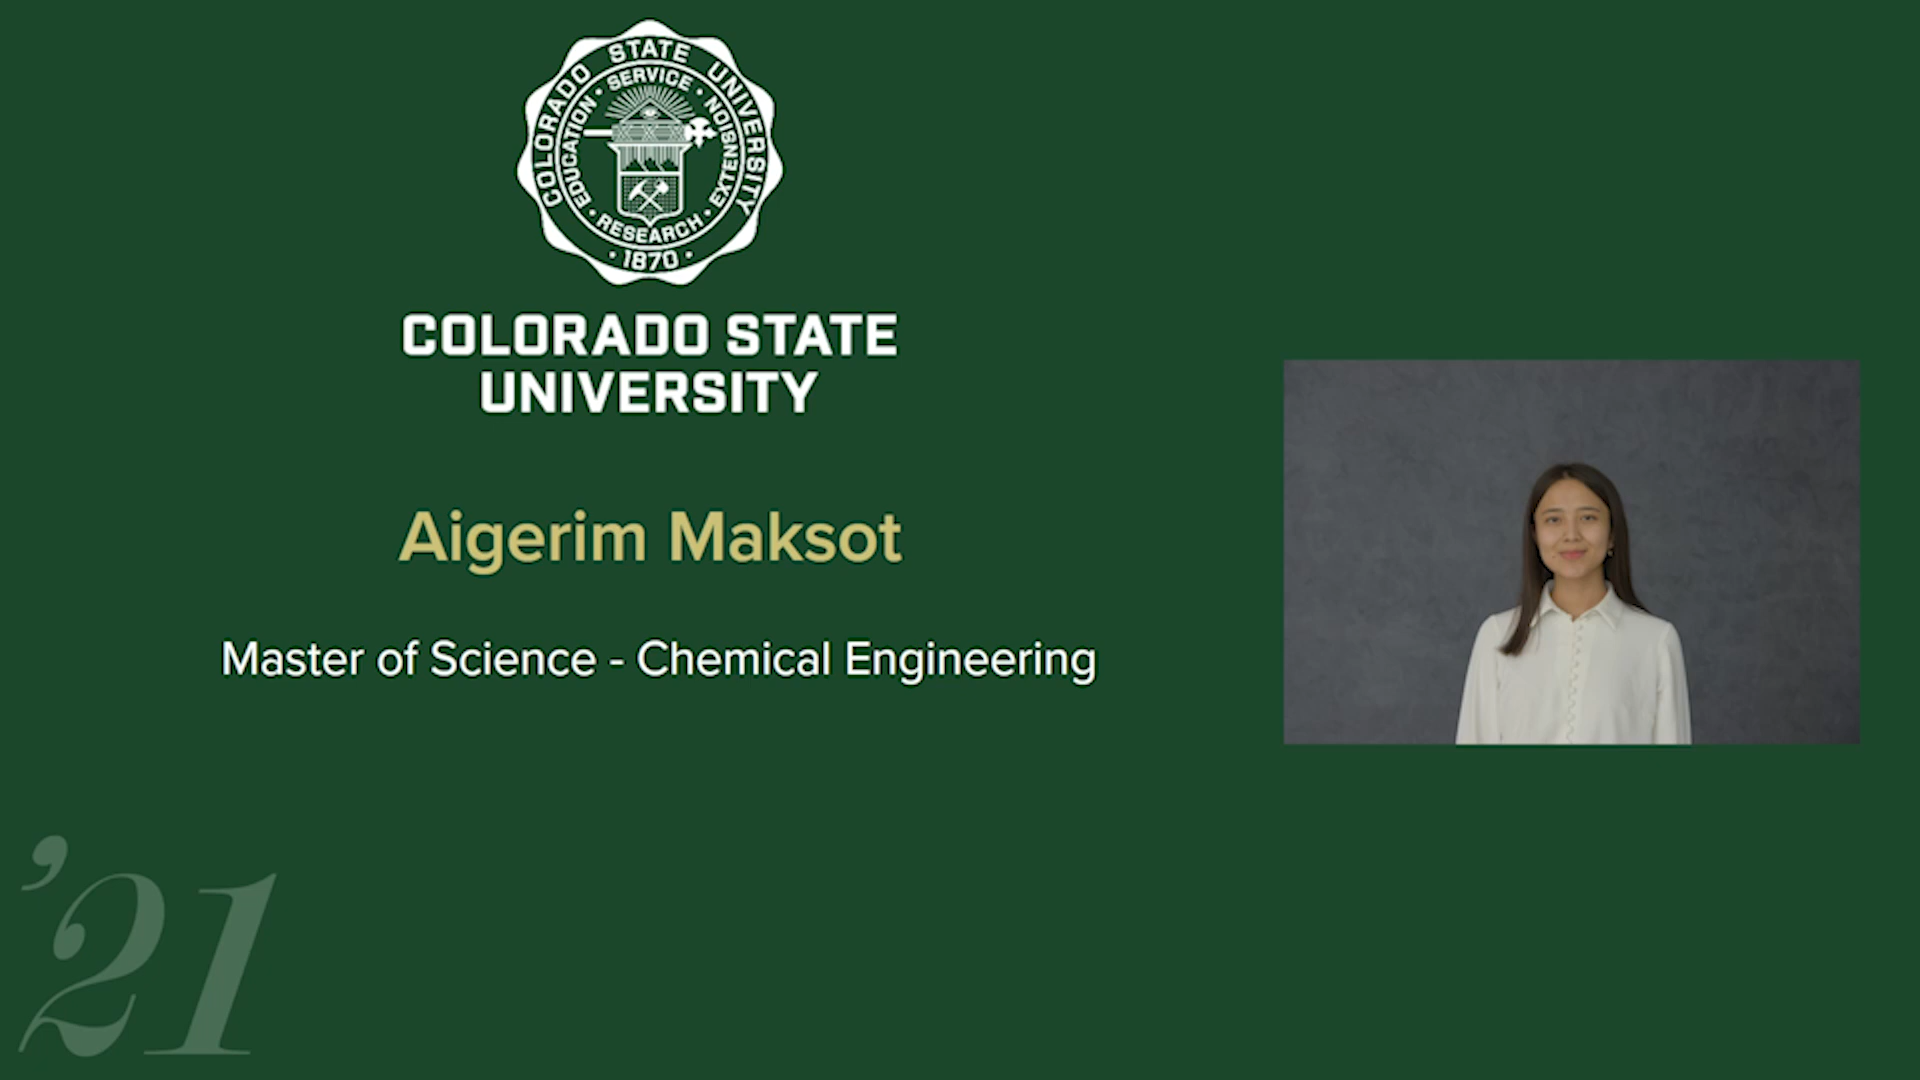 COLORADO STATE UNIVERSITY
EDUCATION • SERVICE • EXTENSION
• RESEARCH •
• 1870 •
COLORADO STATE
UNIVERSITY
Aigerim Maksot
Master of Science - Chemical Engineering
’21